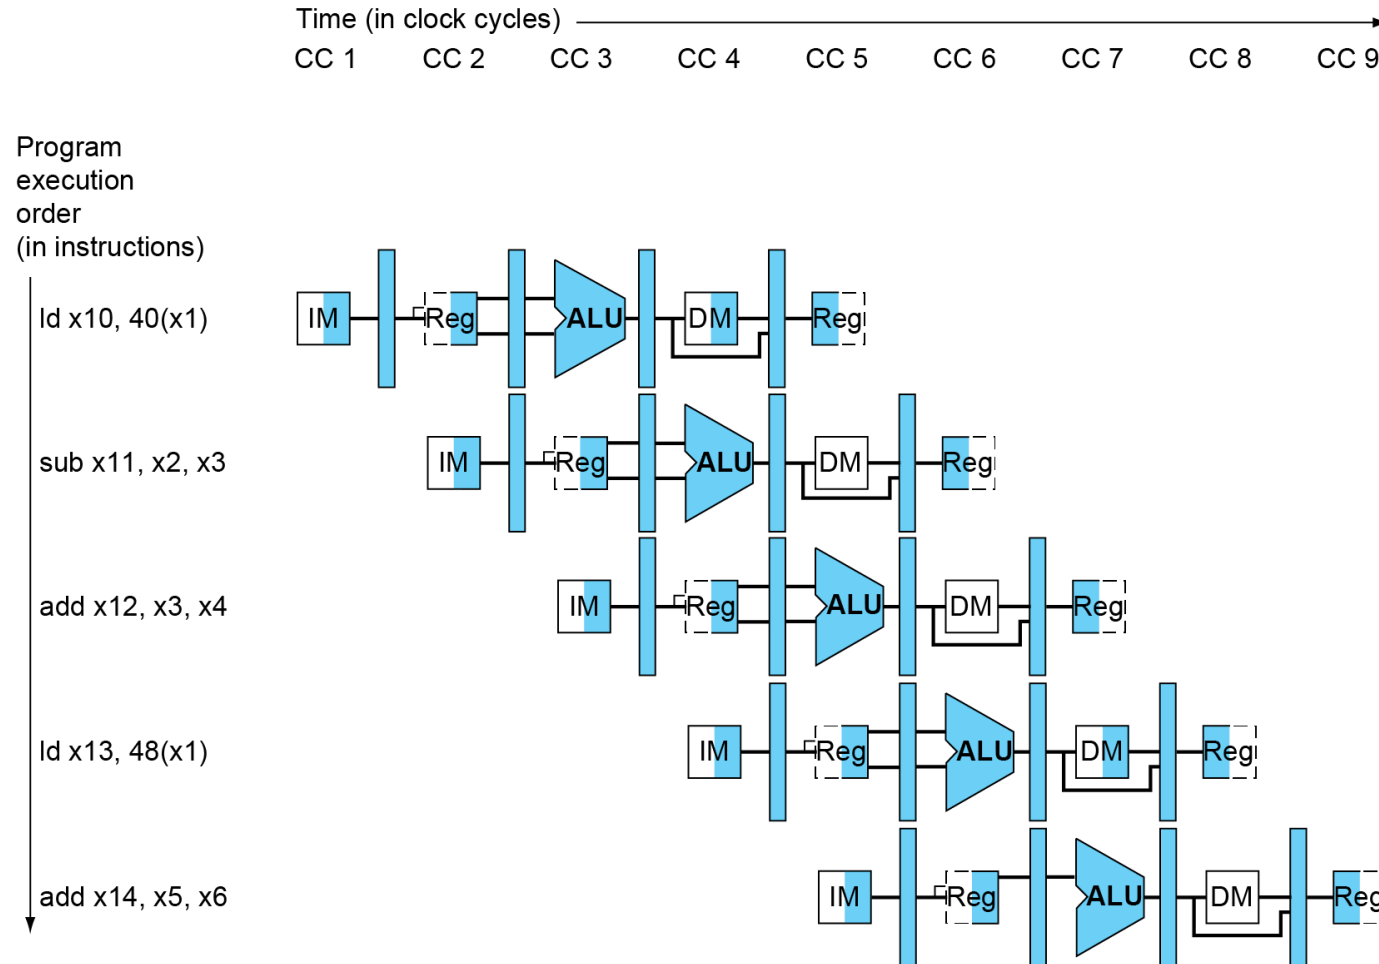 Time (in clock cycles)
CC 1 CC 2 CC 3 CC 4 CC 5 CC 6 CC 7 CC 8 CC 9
Program
execution
order
(in instructions)
ld x10, 40(x1)
IM Reg ALU DM Reg
sub x11, x2, x3
IM Reg ALU DM Reg
add x12, x3, x4
IM Reg ALU DM Reg
ld x13, 48(x1)
IM Reg ALU DM Reg
add x14, x5, x6
IM Reg ALU DM Reg